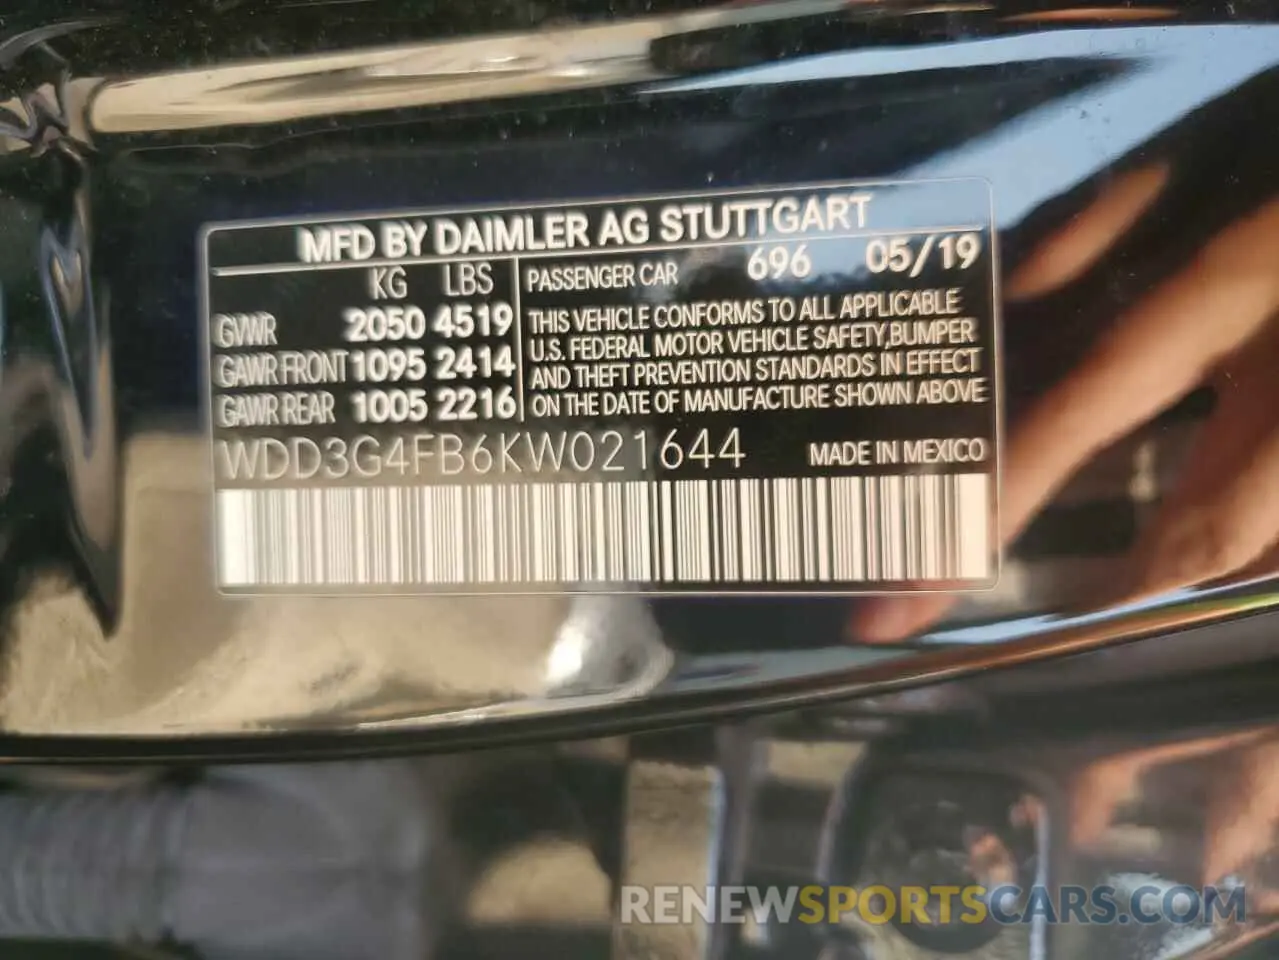 MFD BY DAIMLER AG STUTTGART
KG LBS
GVWR 2050 4519
GAWR FRONT 1095 2414
GAWR REAR 1005 2216
PASSENGER CAR 696 05/19
THIS VEHICLE CONFORMS TO ALL APPLICABLE
U.S. FEDERAL MOTOR VEHICLE SAFETY,BUMPER
AND THEFT PREVENTION STANDARDS IN EFFECT
ON THE DATE OF MANUFACTURE SHOWN ABOVE
WDD3G4FB6KW021644 MADE IN MEXICO
RENEWSPORTSCARS.COM